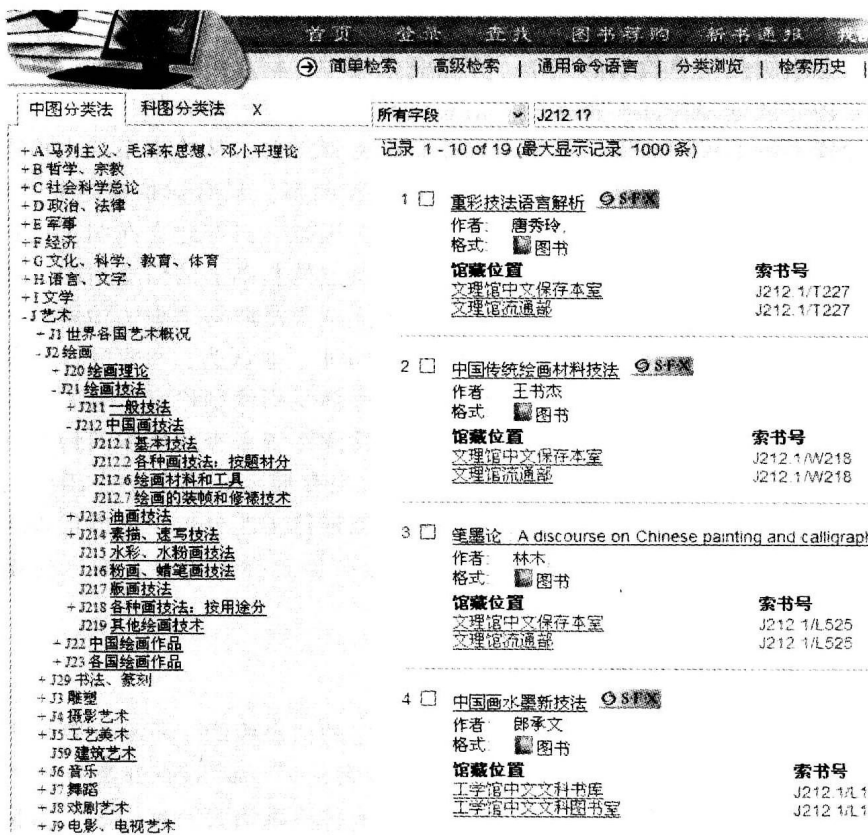 首页 登录 查找 图书荐购 新书通报
简单检索 | 高级检索 | 通用命令语言 | 分类浏览 | 检索历史 |
中图分类法 科图分类法 X
所有字段 J212.1?
记录 1 - 10 of 19 (最大显示记录 1000 条)
+A 马列主义、毛泽东思想、邓小平理论
+B 哲学、宗教
+C 社会科学总论
+D 政治、法律
+E 军事
+F 经济
+G 文化、科学、教育、体育
+H 语言、文字
+I 文学
-J 艺术
+J1 世界各国艺术概况
-J2 绘画
+J20 绘画理论
-J21 绘画技法
+J211 一般技法
-J212 中国画技法
J212.1 基本技法
J212.2 各种画技法：按题材分
J212.6 绘画材料和工具
J212.7 绘画的装帧和修裱技术
+J213 油画技法
+J214 素描、速写技法
J215 水彩、水粉画技法
J216 粉画、蜡笔画技法
J217 版画技法
+J218 各种画技法：按用途分
J219 其他绘画技术
+J22 中国绘画作品
+J23 各国绘画作品
+J29 书法、篆刻
+J3 雕塑
+J4 摄影艺术
+J5 工艺美术
J59 建筑艺术
+J6 音乐
+J7 舞蹈
+J8 戏剧艺术
+J9 电影、电视艺术
1 重彩技法语言解析 SFX
作者: 唐秀玲,
格式: 图书
馆藏位置 索书号
文理馆中文保存本室 J212.1/T227
文理馆流通部 J212.1/T227
2 中国传统绘画材料技法 SFX
作者 王书杰
格式 图书
馆藏位置 索书号
文理馆中文保存本室 J212.1/W218
文理馆流通部 J212.1/W218
3 笔墨论 : A discourse on Chinese painting and calligraph
作者: 林木,
格式: 图书
馆藏位置 索书号
文理馆中文保存本室 J212.1/L525
文理馆流通部 J212.1/L525
4 中国画水墨新技法 SFX
作者 郎承文
格式: 图书
馆藏位置 索书号
工学馆中文文科书库 J212.1/L1
工学馆中文文科图书室 J212.1/L1